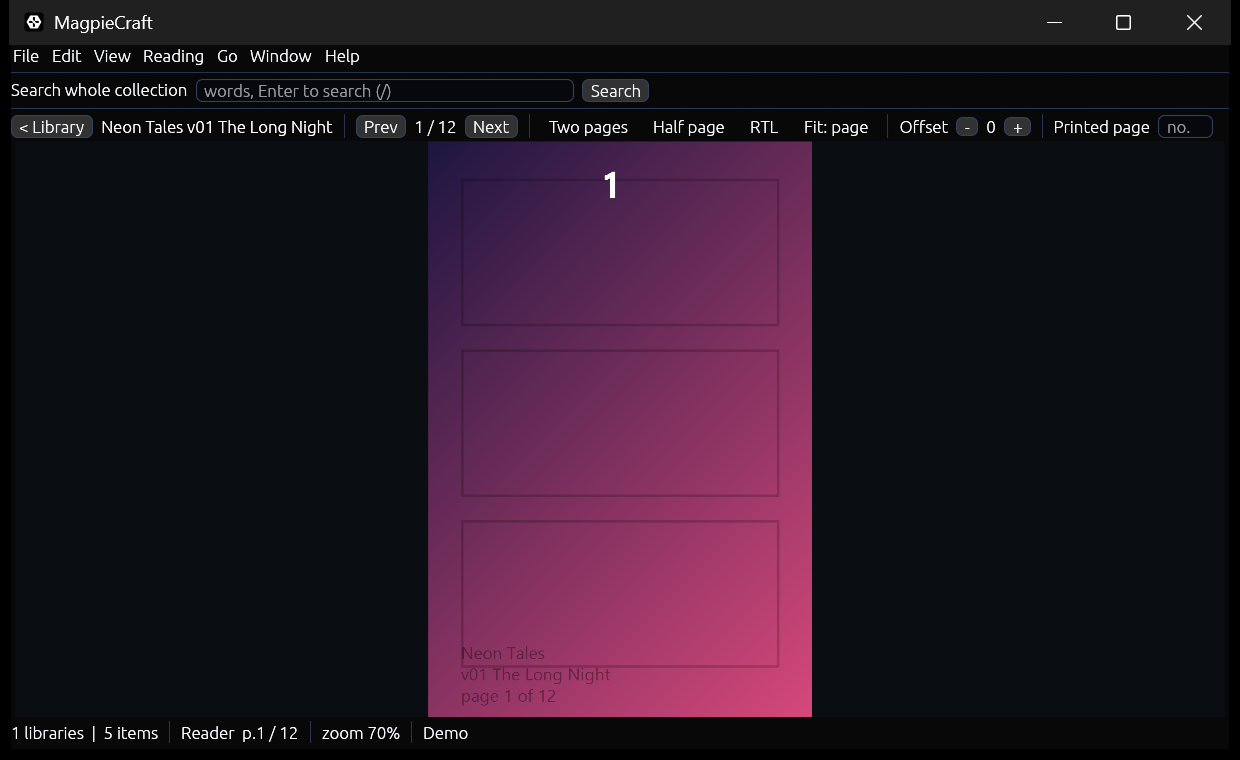 MagpieCraft
File Edit View Reading Go Window Help
Search whole collection words, Enter to search (/) Search
< Library Neon Tales v01 The Long Night Prev 1 / 12 Next Two pages Half page RTL Fit: page Offset - 0 + Printed page no.
1
Neon Tales
v01 The Long Night
page 1 of 12
1 libraries | 5 items Reader p.1 / 12 zoom 70% Demo